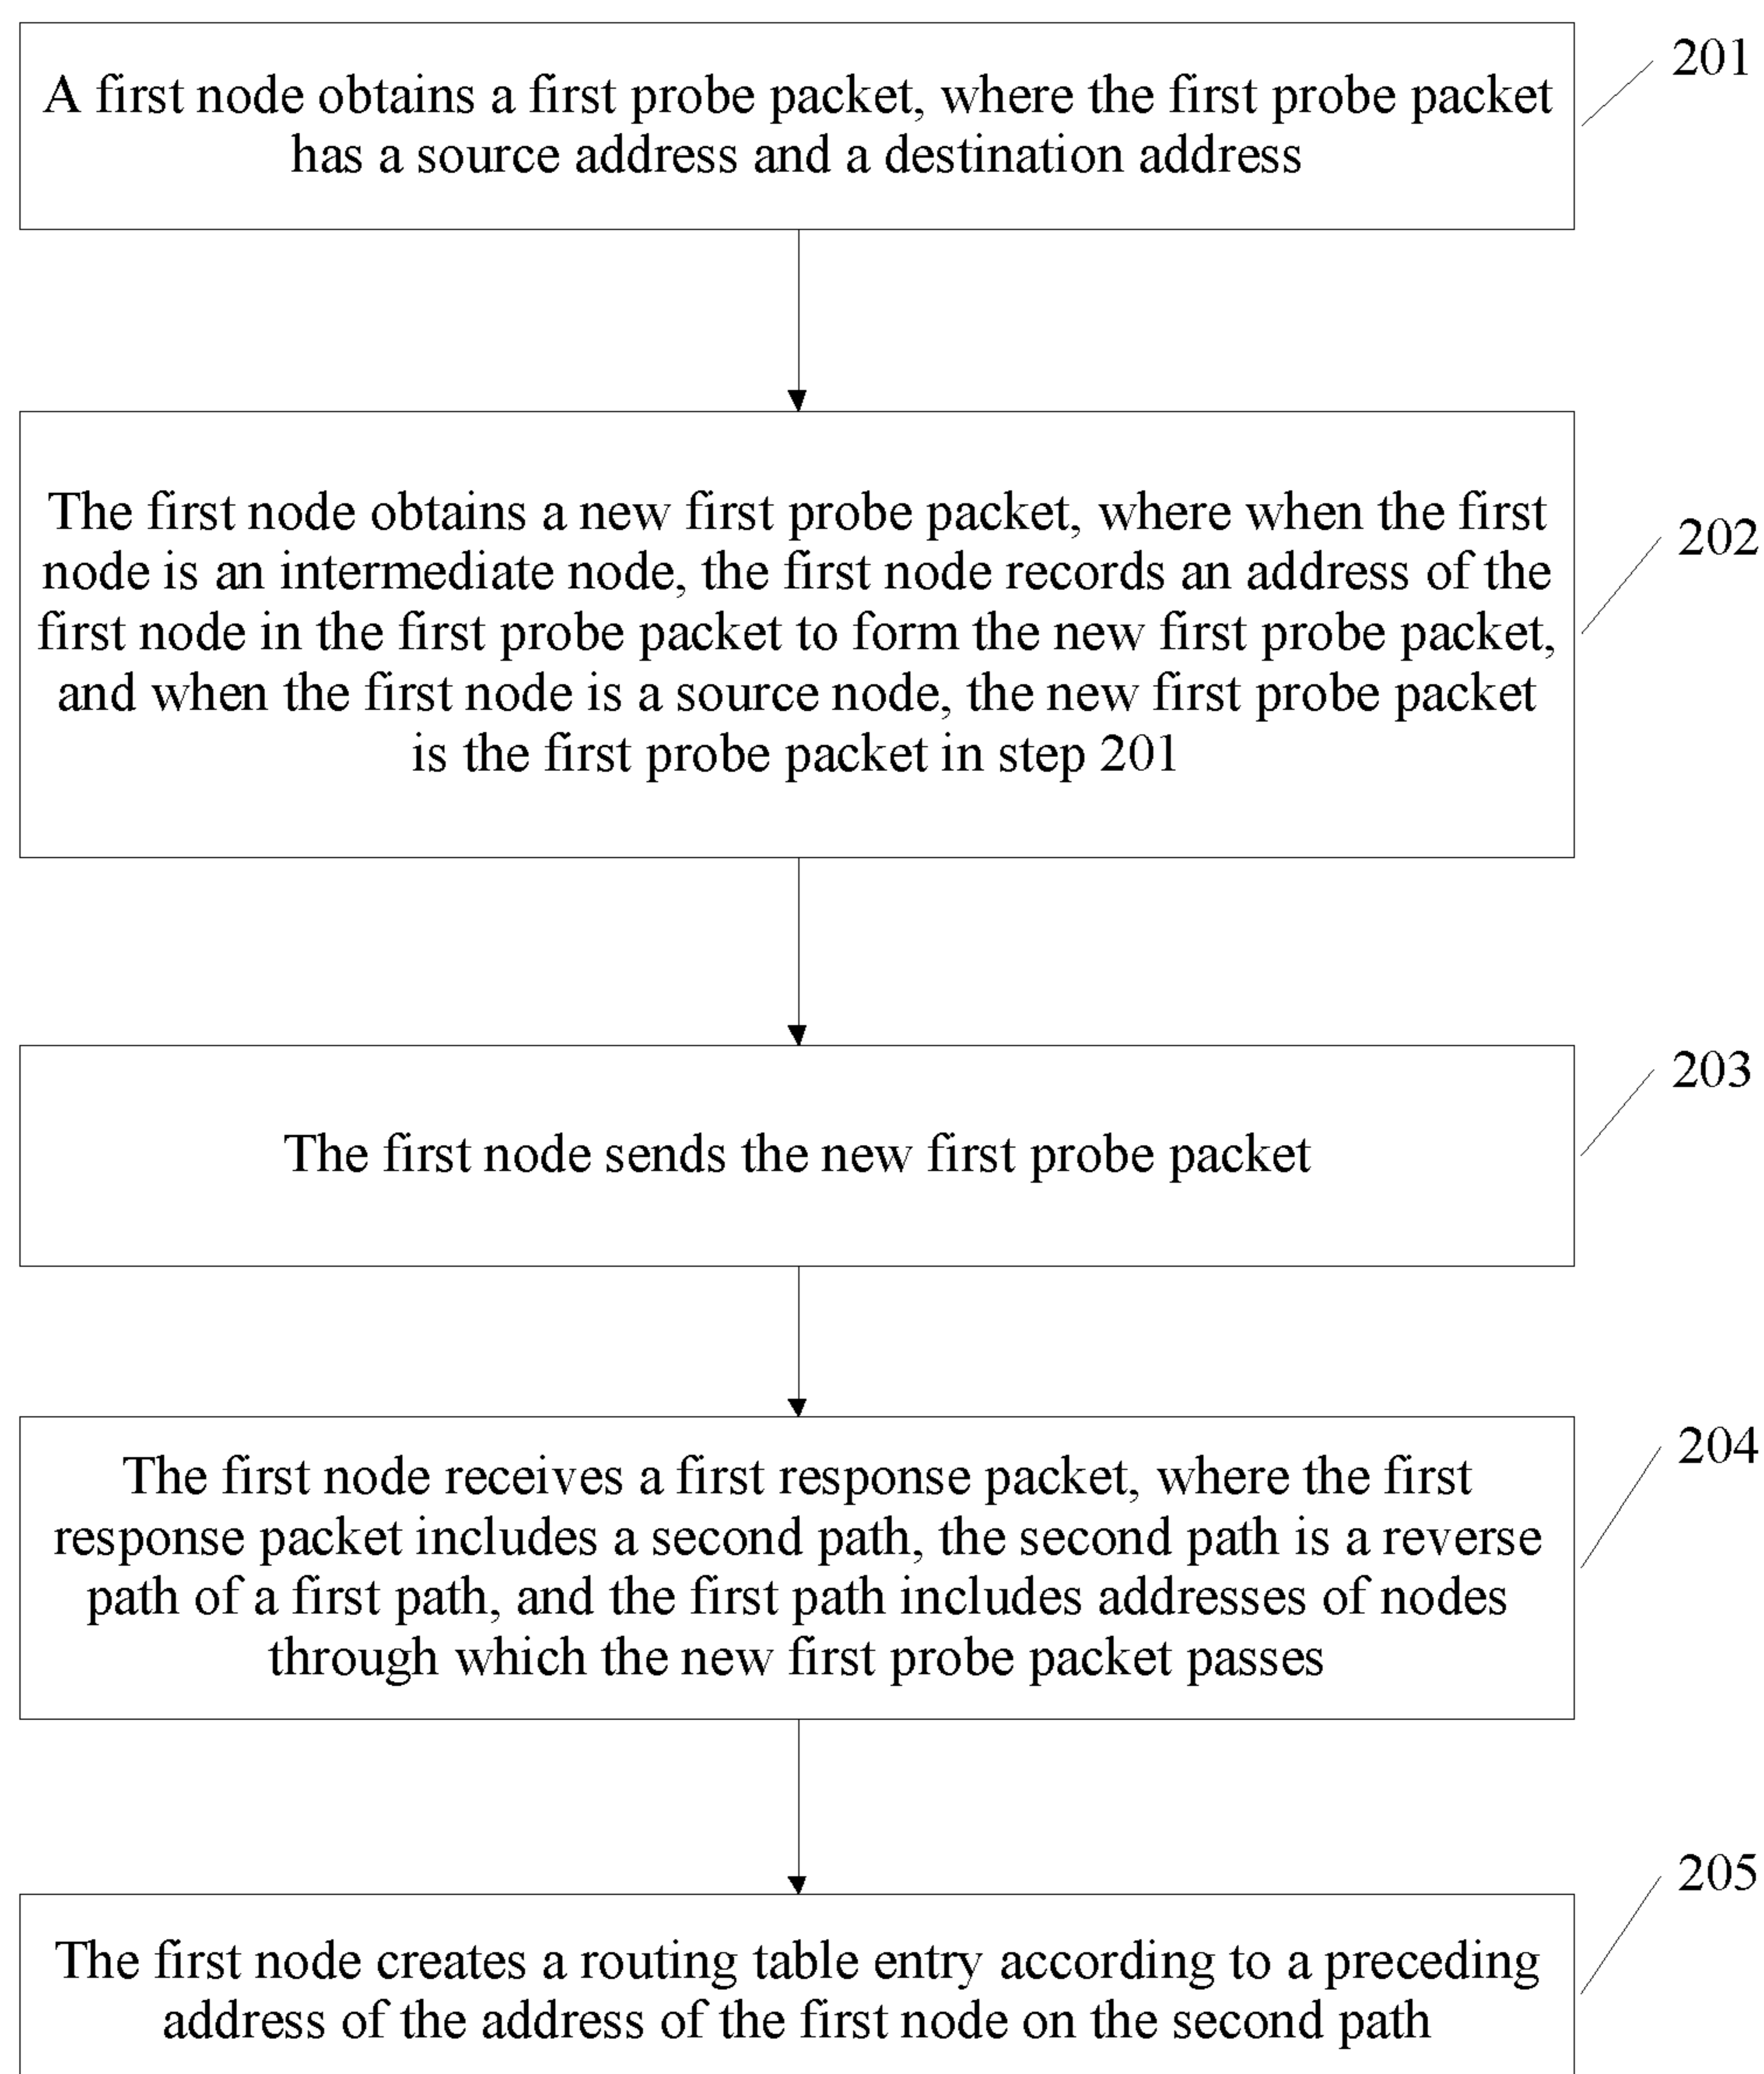 A first node obtains a first probe packet, where the first probe packet
has a source address and a destination address
201
The first node obtains a new first probe packet, where when the first
node is an intermediate node, the first node records an address of the
first node in the first probe packet to form the new first probe packet,
and when the first node is a source node, the new first probe packet
is the first probe packet in step 201
202
The first node sends the new first probe packet
203
The first node receives a first response packet, where the first
response packet includes a second path, the second path is a reverse
path of a first path, and the first path includes addresses of nodes
through which the new first probe packet passes
204
The first node creates a routing table entry according to a preceding
address of the address of the first node on the second path
205